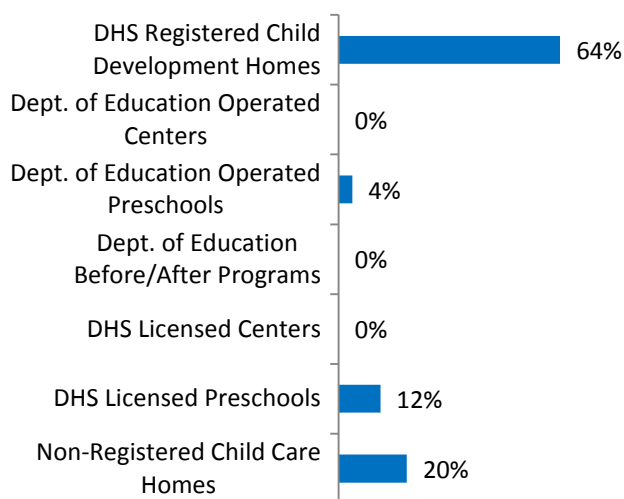 DHS Registered Child
Development Homes
64%
Dept. of Education Operated
Centers
0%
Dept. of Education Operated
Preschools
4%
Dept. of Education
Before/After Programs
0%
DHS Licensed Centers
0%
DHS Licensed Preschools
12%
Non-Registered Child Care
Homes
20%